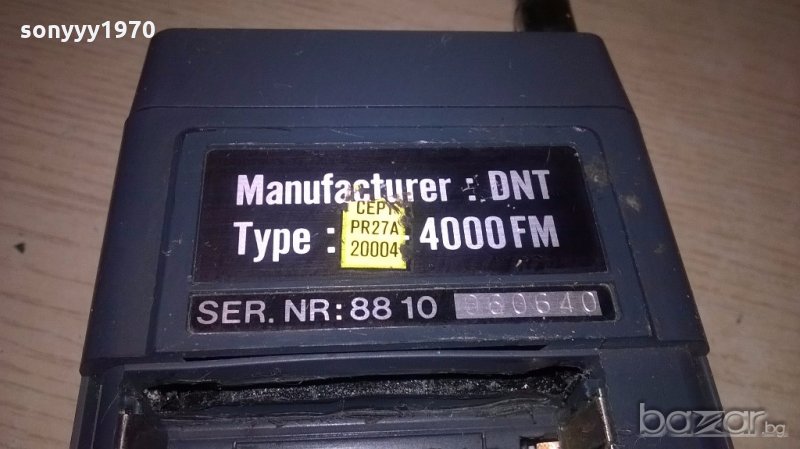 sonyyy1970
Manufacturer : DNT
Type : - 4000FM
CEPT
PR27A
20004
SER. NR: 88 10 060640
bazar.bg